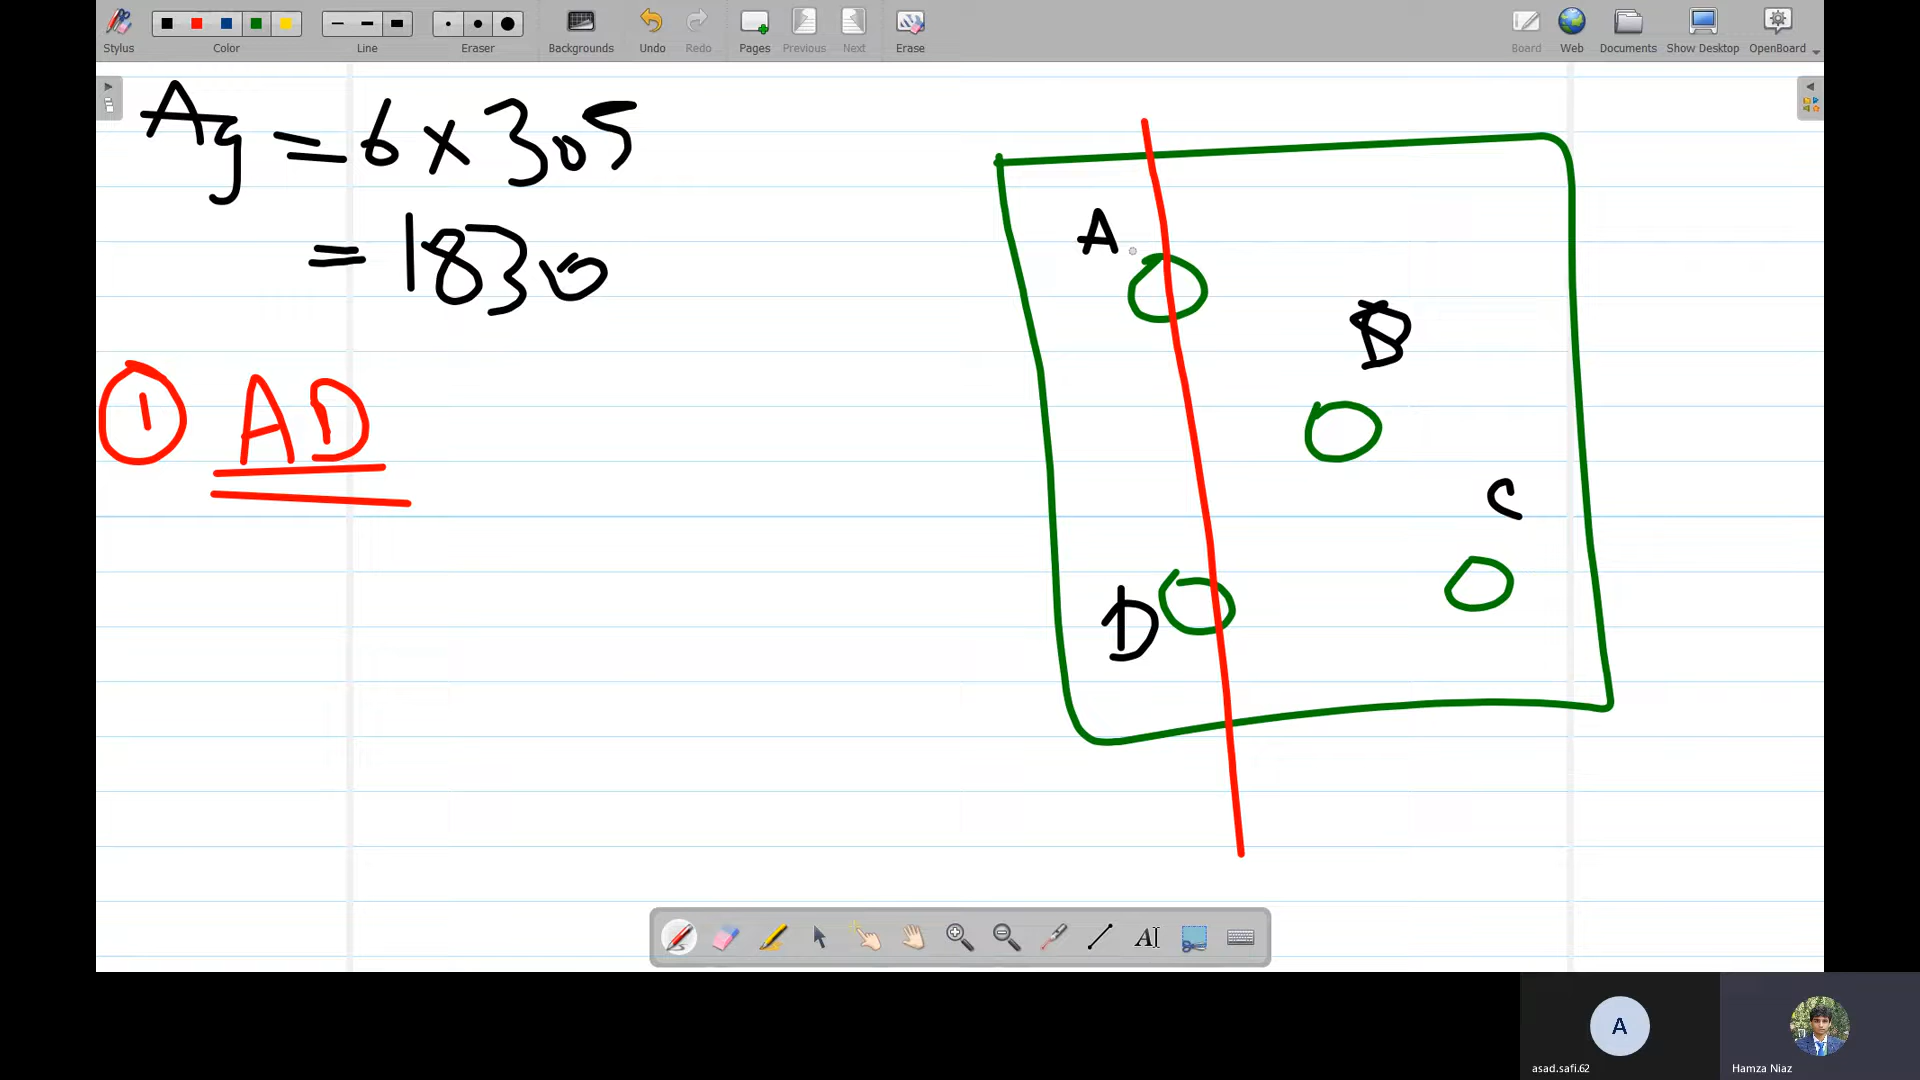 Stylus
Color
Line
Eraser
Backgrounds
Undo
Redo
Pages
Previous
Next
Erase
Board
Web
Documents
Show Desktop
OpenBoard
Ag = 6 x 305
= 1830
1 AD
A
B
C
D
A
asad.safi.62
Hamza Niaz